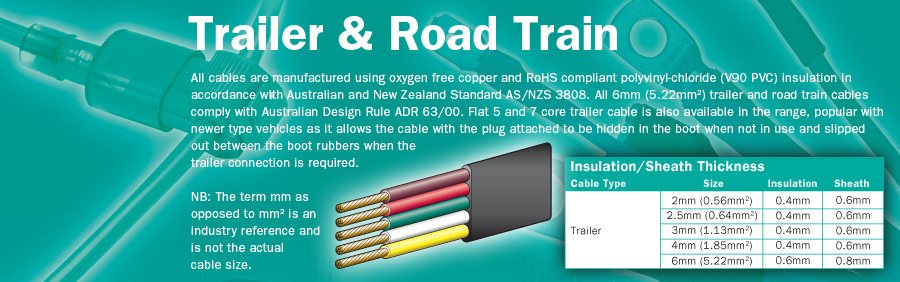 Trailer & Road Train
All cables are manufactured using oxygen free copper and RoHS compliant polyvinyl-chloride (V90 PVC) insulation in
accordance with Australian and New Zealand Standard AS/NZS 3808. All 6mm (5.22mm²) trailer and road train cables
comply with Australian Design Rule ADR 63/00. Flat 5 and 7 core trailer cable is also available in the range, popular with
newer type vehicles as it allows the cable with the plug attached to be hidden in the boot when not in use and slipped
out between the boot rubbers when the
trailer connection is required.
NB: The term mm as
opposed to mm² is an
industry reference and
is not the actual
cable size.
Insulation/Sheath Thickness
Cable Type Size Insulation Sheath
2mm (0.56mm²) 0.4mm 0.6mm
2.5mm (0.64mm²) 0.4mm 0.6mm
Trailer 3mm (1.13mm²) 0.4mm 0.6mm
4mm (1.85mm²) 0.4mm 0.6mm
6mm (5.22mm²) 0.6mm 0.8mm